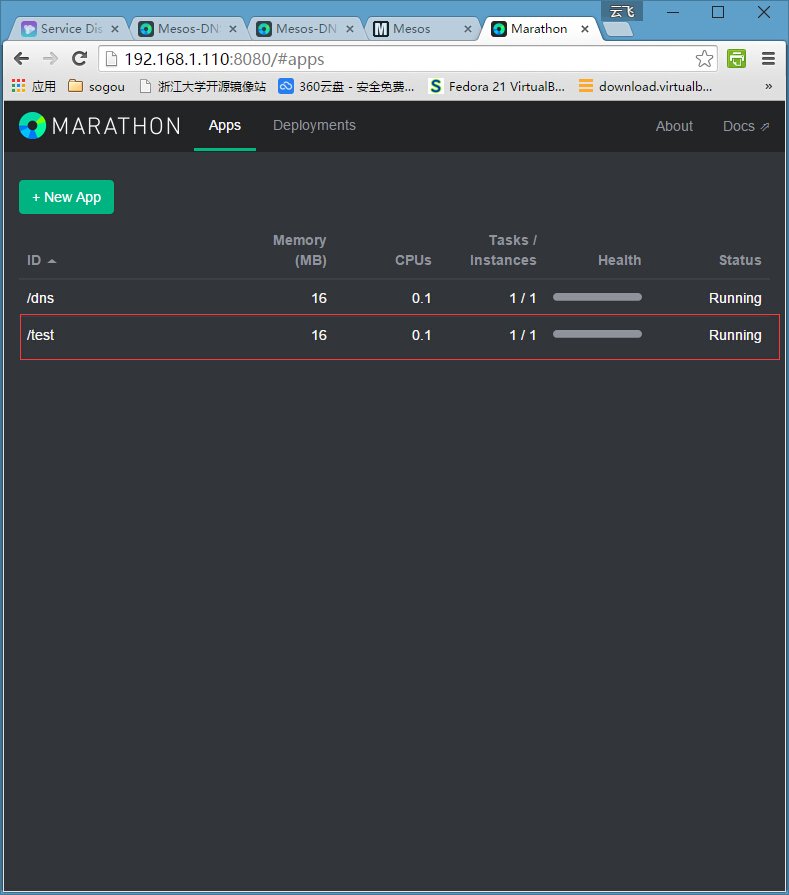 云飞
Service Dis
Mesos-DN
Mesos-DN
Mesos
Marathon
192.168.1.110:8080/#apps
应用
sogou
浙江大学开源镜像站
360云盘 - 安全免费...
S
Fedora 21 VirtualB...
download.virtualb...
»
MARATHON
Apps
Deployments
About
Docs
+ New App
ID
Memory (MB)
CPUs
Tasks / Instances
Health
Status
/dns 16 0.1 1 / 1 Running
/test 16 0.1 1 / 1 Running